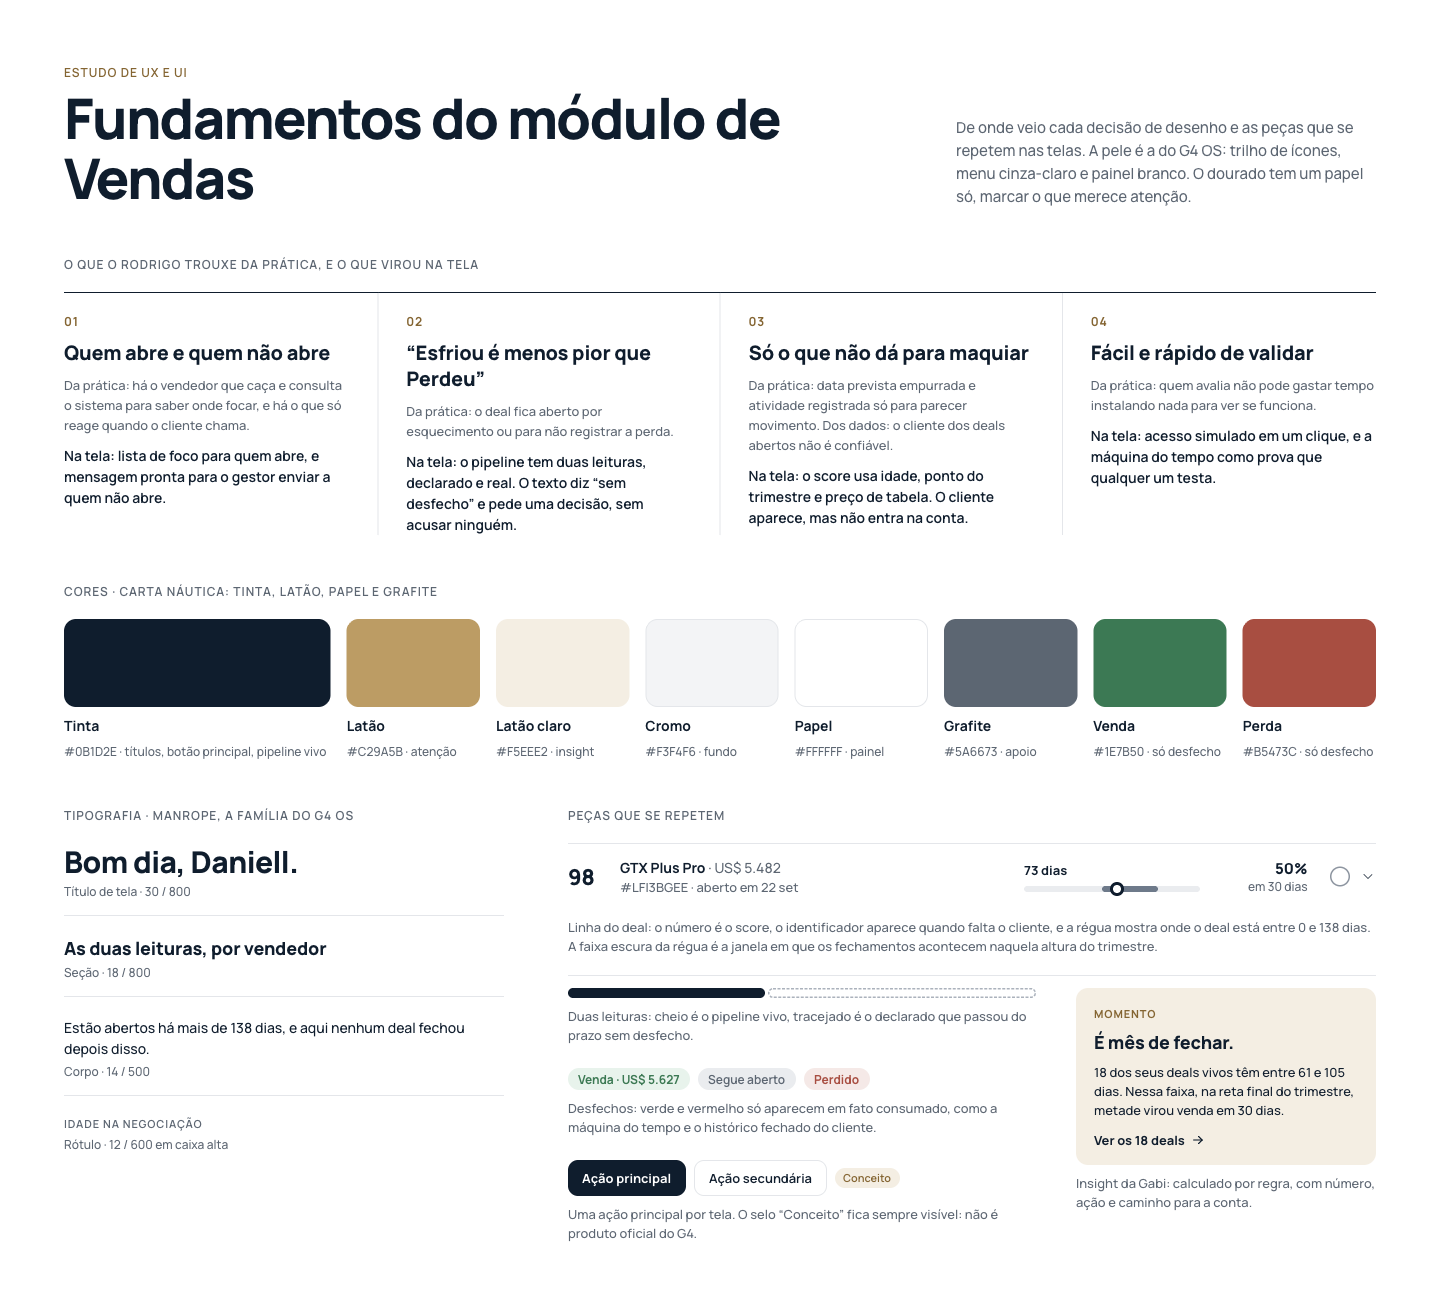 ESTUDO DE UX E UI
Fundamentos do módulo de
Vendas
De onde veio cada decisão de desenho e as peças que se
repetem nas telas. A pele é a do G4 OS: trilho de ícones,
menu cinza-claro e painel branco. O dourado tem um papel
só, marcar o que merece atenção.
O QUE O RODRIGO TROUXE DA PRÁTICA, E O QUE VIROU NA TELA
01
Quem abre e quem não abre
Da prática: há o vendedor que caça e consulta
o sistema para saber onde focar, e há o que só
reage quando o cliente chama.
Na tela: lista de foco para quem abre, e
mensagem pronta para o gestor enviar a
quem não abre.
02
“Esfriou é menos pior que
Perdeu”
Da prática: o deal fica aberto por
esquecimento ou para não registrar a perda.
Na tela: o pipeline tem duas leituras,
declarado e real. O texto diz “sem
desfecho” e pede uma decisão, sem
acusar ninguém.
03
Só o que não dá para maquiar
Da prática: data prevista empurrada e
atividade registrada só para parecer
movimento. Dos dados: o cliente dos deals
abertos não é confiável.
Na tela: o score usa idade, ponto do
trimestre e preço de tabela. O cliente
aparece, mas não entra na conta.
04
Fácil e rápido de validar
Da prática: quem avalia não pode gastar tempo
instalando nada para ver se funciona.
Na tela: acesso simulado em um clique, e a
máquina do tempo como prova que
qualquer um testa.
CORES · CARTA NÁUTICA: TINTA, LATÃO, PAPEL E GRAFITE
Tinta
#0B1D2E · títulos, botão principal, pipeline vivo
Latão
#C29A5B · atenção
Latão claro
#F5EEE2 · insight
Cromo
#F3F4F6 · fundo
Papel
#FFFFFF · painel
Grafite
#5A6673 · apoio
Venda
#1E7B50 · só desfecho
Perda
#B5473C · só desfecho
TIPOGRAFIA · MANROPE, A FAMÍLIA DO G4 OS
Bom dia, Daniell.
Título de tela · 30 / 800
As duas leituras, por vendedor
Seção · 18 / 800
Estão abertos há mais de 138 dias, e aqui nenhum deal fechou
depois disso.
Corpo · 14 / 500
IDADE NA NEGOCIAÇÃO
Rótulo · 12 / 600 em caixa alta
PEÇAS QUE SE REPETEM
98
GTX Plus Pro · US$ 5.482
#LFI3BGEE · aberto em 22 set
73 dias
50%
em 30 dias
Linha do deal: o número é o score, o identificador aparece quando falta o cliente, e a régua mostra onde o deal está entre 0 e 138 dias.
A faixa escura da régua é a janela em que os fechamentos acontecem naquela altura do trimestre.
Duas leituras: cheio é o pipeline vivo, tracejado é o declarado que passou do
prazo sem desfecho.
Venda · US$ 5.627
Segue aberto
Perdido
Desfechos: verde e vermelho só aparecem em fato consumado, como a
máquina do tempo e o histórico fechado do cliente.
Ação principal
Ação secundária
Conceito
Uma ação principal por tela. O selo “Conceito” fica sempre visível: não é
produto oficial do G4.
MOMENTO
É mês de fechar.
18 dos seus deals vivos têm entre 61 e 105
dias. Nessa faixa, na reta final do trimestre,
metade virou venda em 30 dias.
Ver os 18 deals →
Insight da Gabi: calculado por regra, com número,
ação e caminho para a conta.